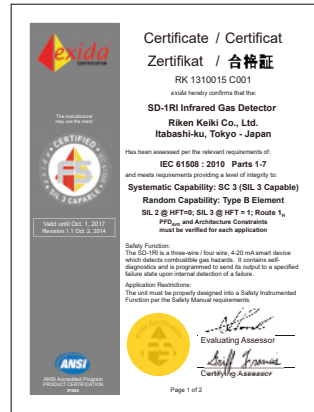 exida
CERTIFICATION
The manufacturer
may use the mark:
CERTIFIED
FS
SIL 3 CAPABLE
Valid until Oct. 1, 2017
Revision 1.1 Oct. 2, 2014
ANSI
ANSI Accredited Program
PRODUCT CERTIFICATION
Certificate / Certificat
Zertifikat / 合格証
RK 1310015 C001
exida hereby confirms that the:
SD-1RI Infrared Gas Detector
Riken Keiki Co., Ltd.
Itabashi-ku, Tokyo - Japan
Has been assessed per the relevant requirements of:
IEC 61508 : 2010 Parts 1-7
and meets requirements providing a level of integrity to:
Systematic Capability: SC 3 (SIL 3 Capable)
Random Capability: Type B Element
SIL 2 @ HFT=0; SIL 3 @ HFT = 1; Route 1H
PFDAVG and Architecture Constraints
must be verified for each application
Safety Function:
The SD-1RI is a three-wire / four wire, 4-20 mA smart device
which detects combustible gas hazards. It contains self-
diagnostics and is programmed to send its output to a specified
failure state upon internal detection of a failure.
Application Restrictions:
The unit must be properly designed into a Safety Instrumented
Function per the Safety Manual requirements.
Evaluating Assessor
Certifying Assessor
Page 1 of 2